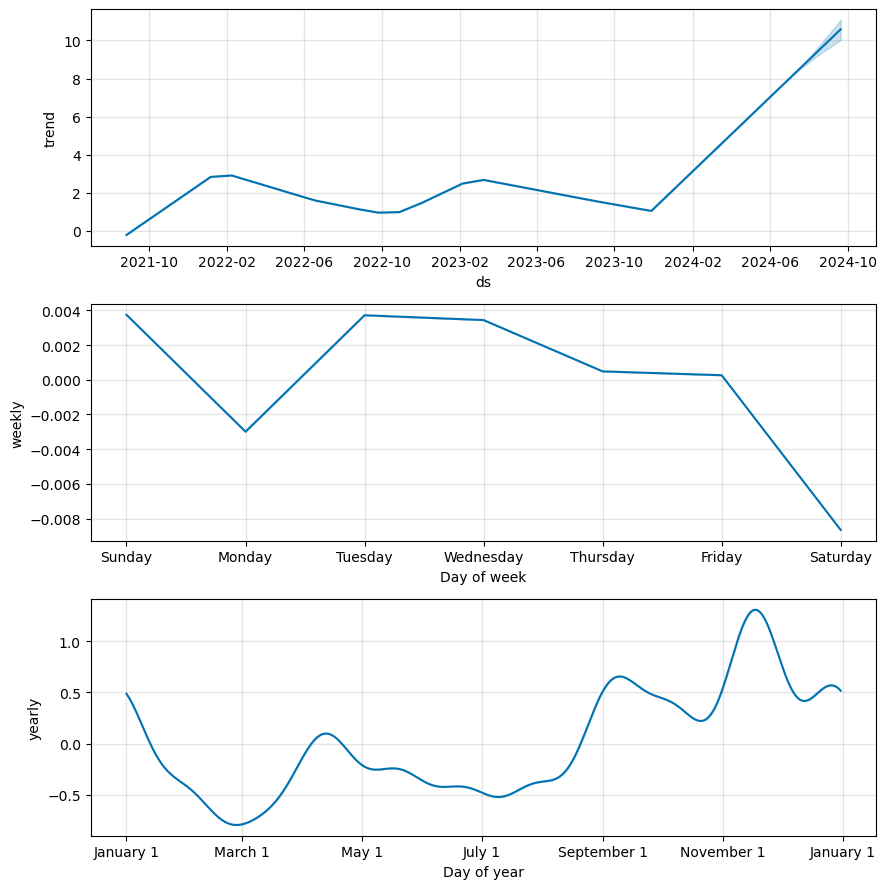 10
8
6
4
2
0
trend
2021-10 2022-02 2022-06 2022-10 2023-02 2023-06 2023-10 2024-02 2024-06 2024-10
ds
0.004
0.002
0.000
−0.002
−0.004
−0.006
−0.008
weekly
Sunday Monday Tuesday Wednesday Thursday Friday Saturday
Day of week
1.0
0.5
0.0
−0.5
yearly
January 1 March 1 May 1 July 1 September 1 November 1 January 1
Day of year